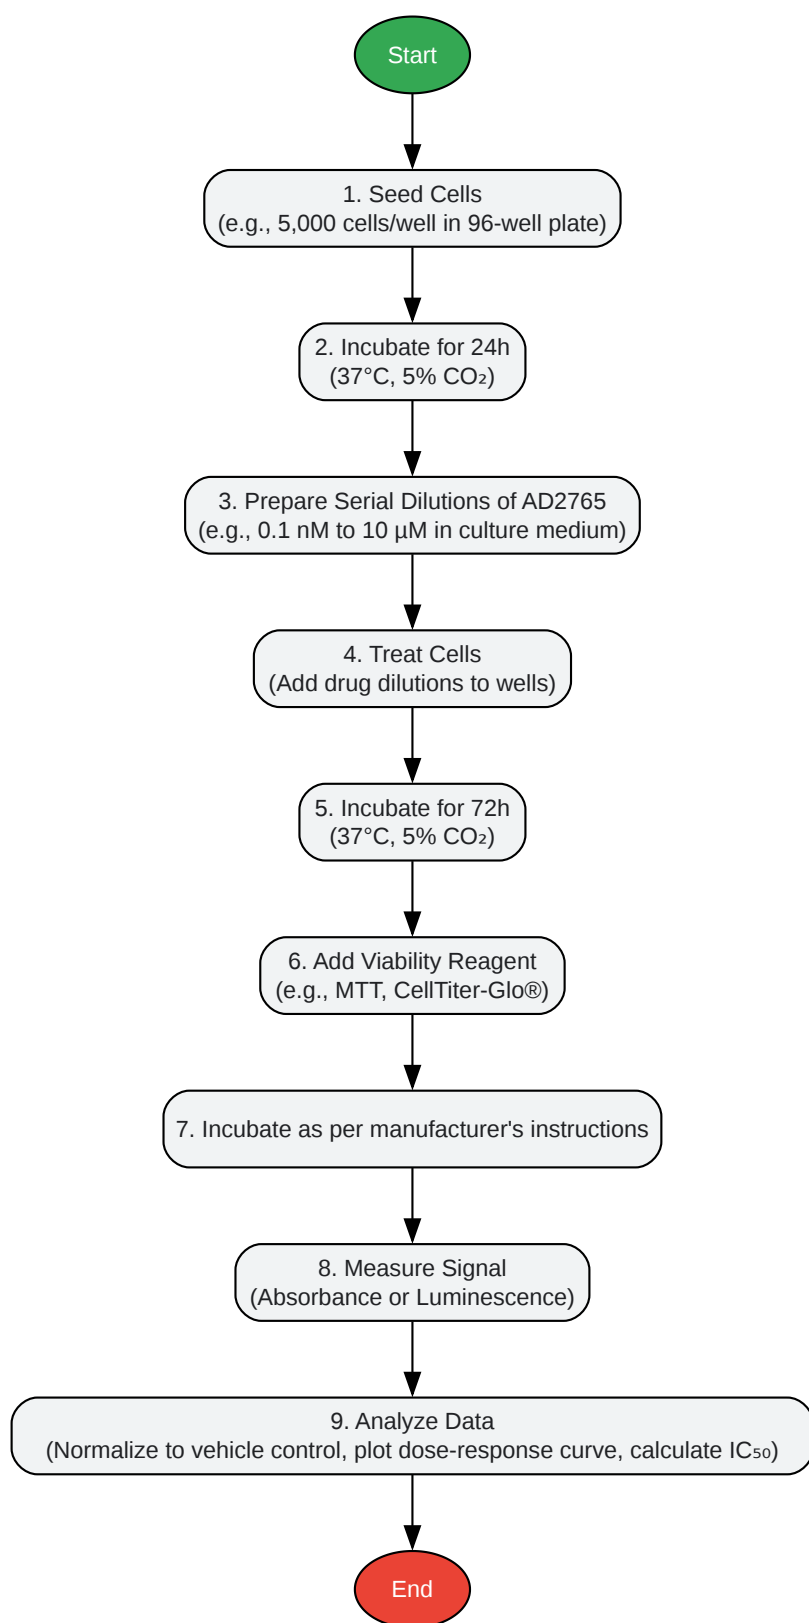 Start
1. Seed Cells
(e.g., 5,000 cells/well in 96-well plate)
2. Incubate for 24h
(37°C, 5% CO₂)
3. Prepare Serial Dilutions of AD2765
(e.g., 0.1 nM to 10 µM in culture medium)
4. Treat Cells
(Add drug dilutions to wells)
5. Incubate for 72h
(37°C, 5% CO₂)
6. Add Viability Reagent
(e.g., MTT, CellTiter-Glo®)
7. Incubate as per manufacturer's instructions
8. Measure Signal
(Absorbance or Luminescence)
9. Analyze Data
(Normalize to vehicle control, plot dose-response curve, calculate IC₅₀)
End